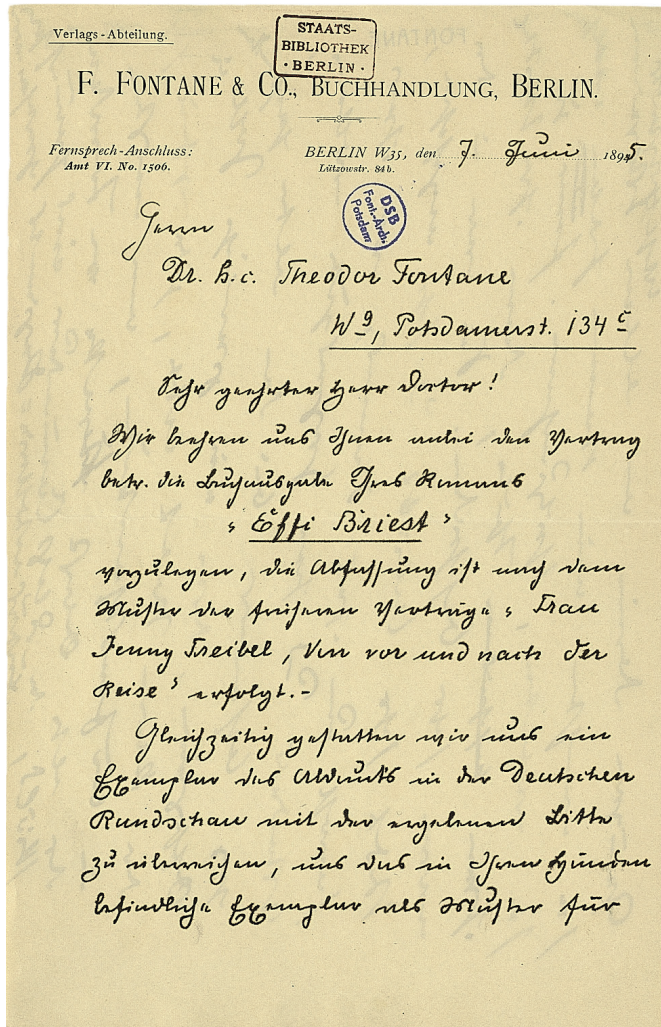 Verlags-Abteilung.
STAATS-
BIBLIOTHEK
· BERLIN ·
F. FONTANE & CO., BUCHHANDLUNG, BERLIN.
Fernsprech-Anschluss:
Amt VI. No. 1506.
BERLIN W35, den 7. Juni 1895.
Lützowstr. 84b.
DSB
Font.-Arch.
Potsdam
Herrn
Dr. h. c. Theodor Fontane
W 9, Potsdamerst. 134 c
Sehr geehrter Herr Doctor!
Wir beehren uns Ihnen anbei den Vertrag
betr. die Buchausgabe Ihres Romans
„Effi Briest"
vorzulegen, die Abfassung ist nach dem
Muster der früheren Verträge „Frau
Jenny Treibel, Von vor und nach der
Reise" erfolgt.-
Gleichzeitig gestatten wir uns ein
Exemplar des Abdrucks in der Deutschen
Rundschau mit der ergebenen Bitte
zu überreichen, uns das in Ihren Händen
befindliche Exemplar als Muster für